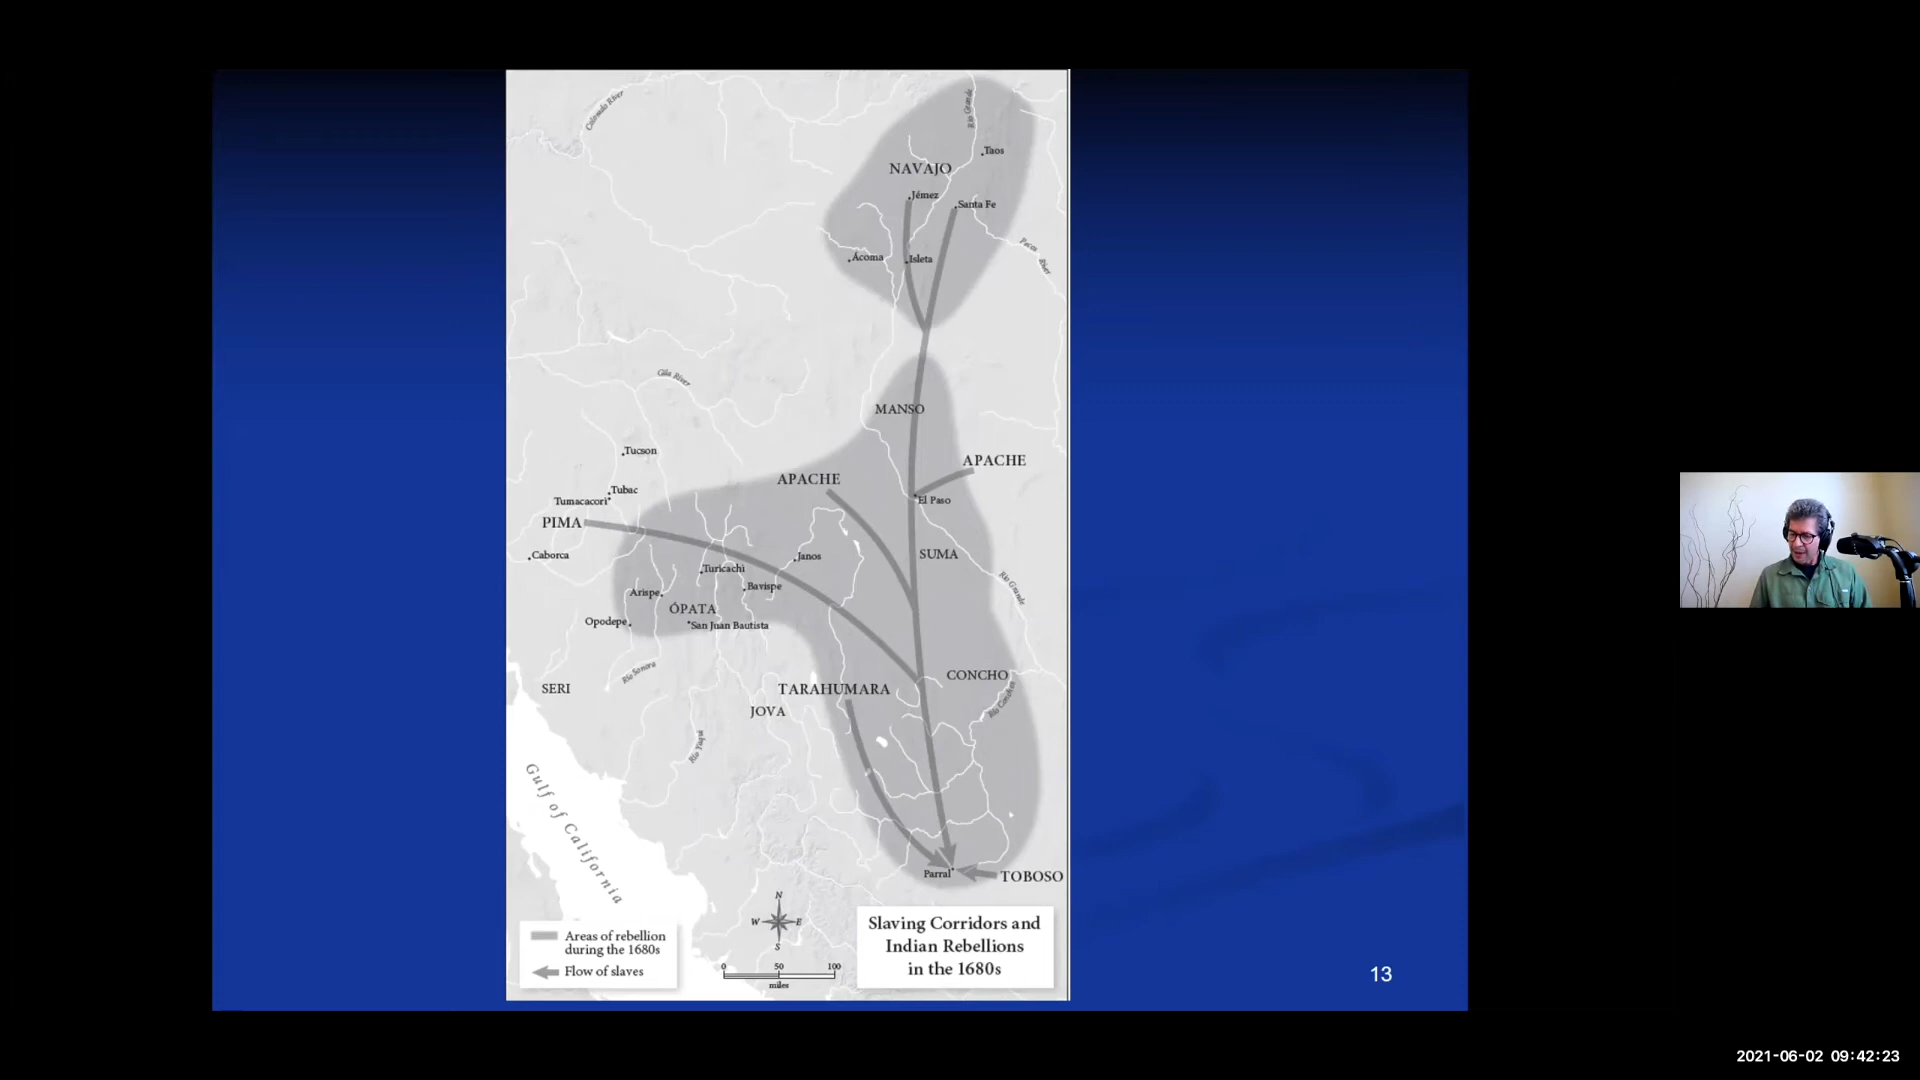 Colorado River
Rio Grande
Taos
NAVAJO
Jémez
Santa Fe
Pecos
River
Ácoma
Isleta
Gila River
MANSO
Tucson
APACHE
APACHE
Tubac
Tumacacori
El Paso
PIMA
Caborca
Janos
SUMA
Turicachi
Bavispe
Arispe
Rio Grande
ÓPATA
Opodepe
San Juan Bautista
Rio Sonora
CONCHO
SERI
TARAHUMARA
Rio Conchos
JOVA
Rio Yaqui
Gulf of California
Parral
TOBOSO
N
W E
S
Slaving Corridors and
Indian Rebellions
in the 1680s
Areas of rebellion
during the 1680s
Flow of slaves
0 50 100
miles
13
2021-06-02 09:42:23